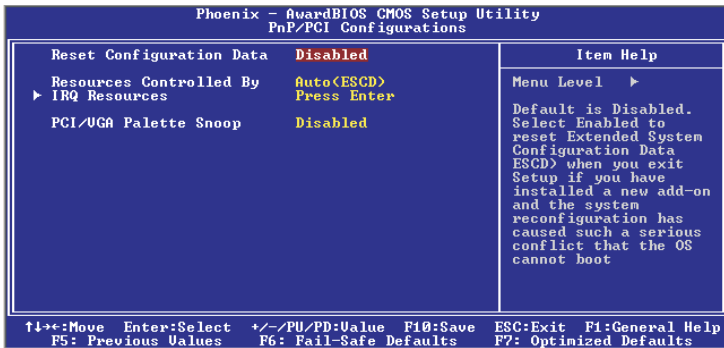 Phoenix - AwardBIOS CMOS Setup Utility
PnP/PCI Configurations
Reset Configuration Data Disabled
Resources Controlled By Auto(ESCD)
► IRQ Resources Press Enter
PCI/VGA Palette Snoop Disabled
Item Help
Menu Level ►
Default is Disabled.
Select Enabled to
reset Extended System
Configuration Data
ESCD) when you exit
Setup if you have
installed a new add-on
and the system
reconfiguration has
caused such a serious
conflict that the OS
cannot boot
↑↓→←:Move Enter:Select +/-/PU/PD:Value F10:Save ESC:Exit F1:General Help
F5: Previous Values F6: Fail-Safe Defaults F7: Optimized Defaults